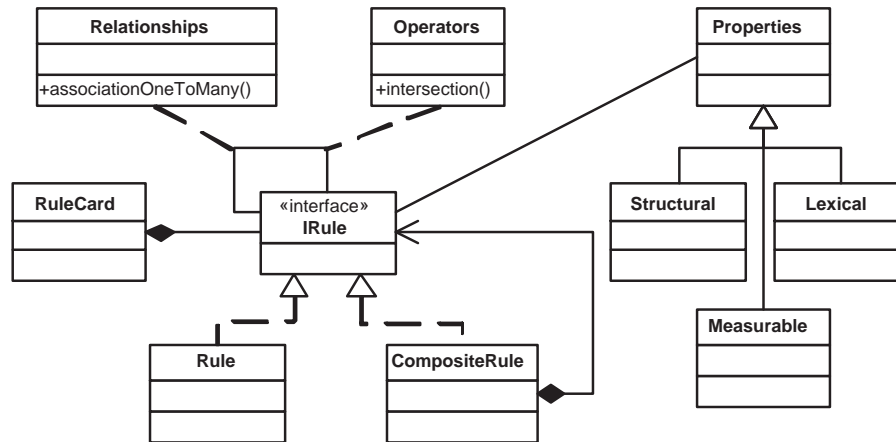 Relationships
+associationOneToMany()
Operators
+intersection()
Properties
RuleCard
«interface»
IRule
Structural
Lexical
Rule
CompositeRule
Measurable